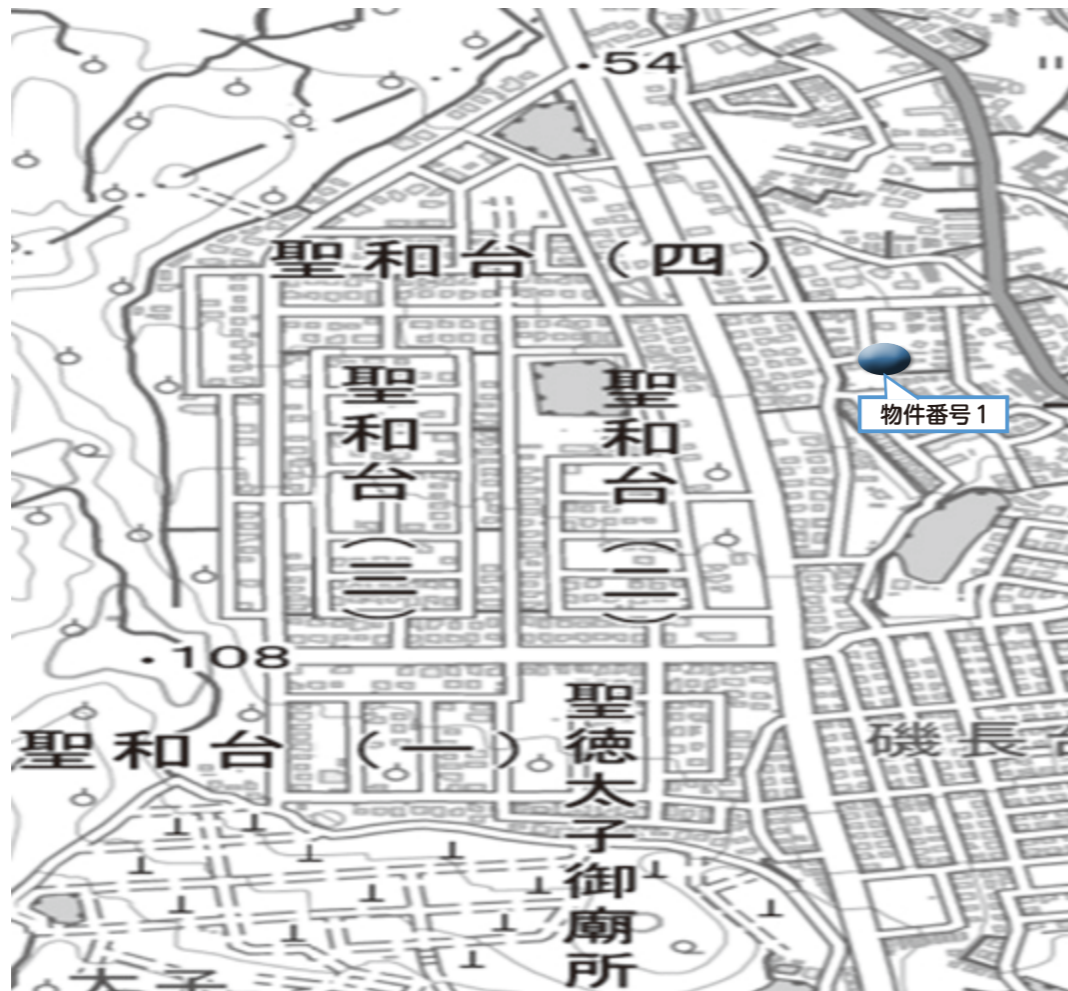 ・54
聖和台（四）
物件番号1
聖和台（三）
聖和台（二）
・108
聖和台（一）
聖徳太子御廟所
磯長台
太子